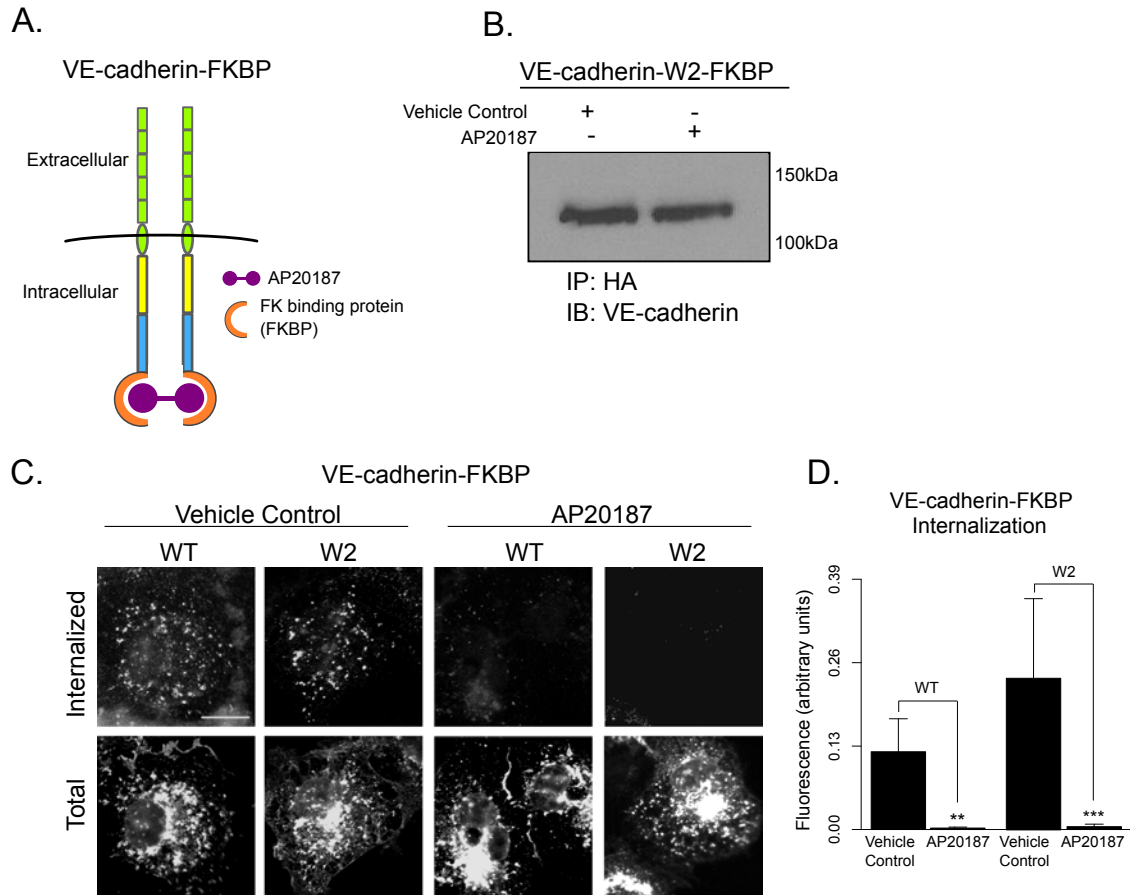 A.
VE-cadherin-FKBP
Extracellular
Intracellular
AP20187
FK binding protein
(FKBP)
B.
VE-cadherin-W2-FKBP
Vehicle Control + -
AP20187 - +
150kDa
100kDa
IP: HA
IB: VE-cadherin
C.
VE-cadherin-FKBP
Vehicle Control AP20187
WT W2 WT W2
Internalized
Total
D.
VE-cadherin-FKBP
Internalization
Fluorescence (arbitrary units)
0.39
0.26
0.13
0.00
W2
WT
** ***
Vehicle Control AP20187 Vehicle Control AP20187